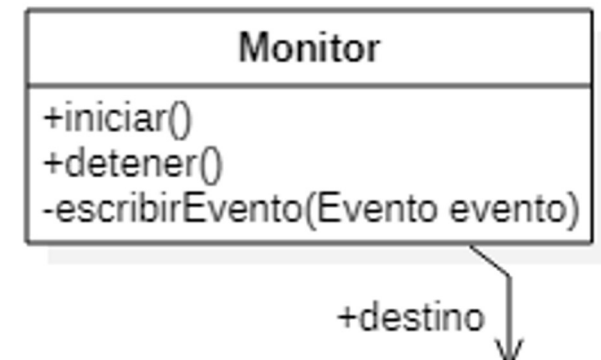 Monitor
+iniciar()
+detener()
-escribirEvento(Evento evento)
+destino